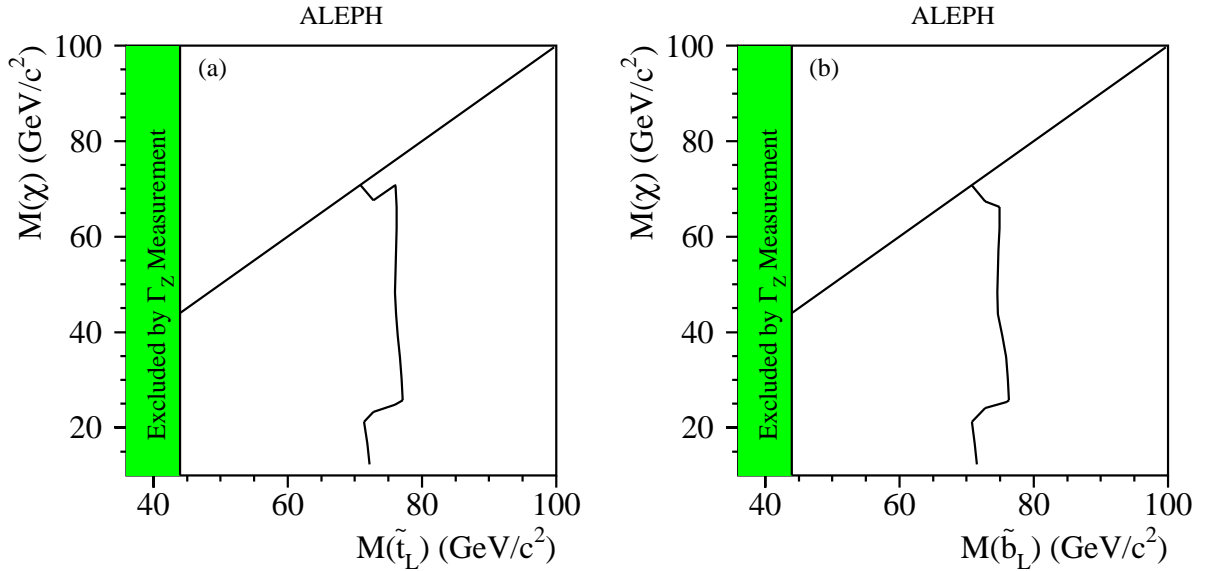 ALEPH
(a)
M(χ) (GeV/c²)
100
80
60
40
20
Excluded by Γ_Z Measurement
40 60 80 100
M(t̃_L) (GeV/c²)
ALEPH
(b)
M(χ) (GeV/c²)
100
80
60
40
20
Excluded by Γ_Z Measurement
40 60 80 100
M(b̃_L) (GeV/c²)